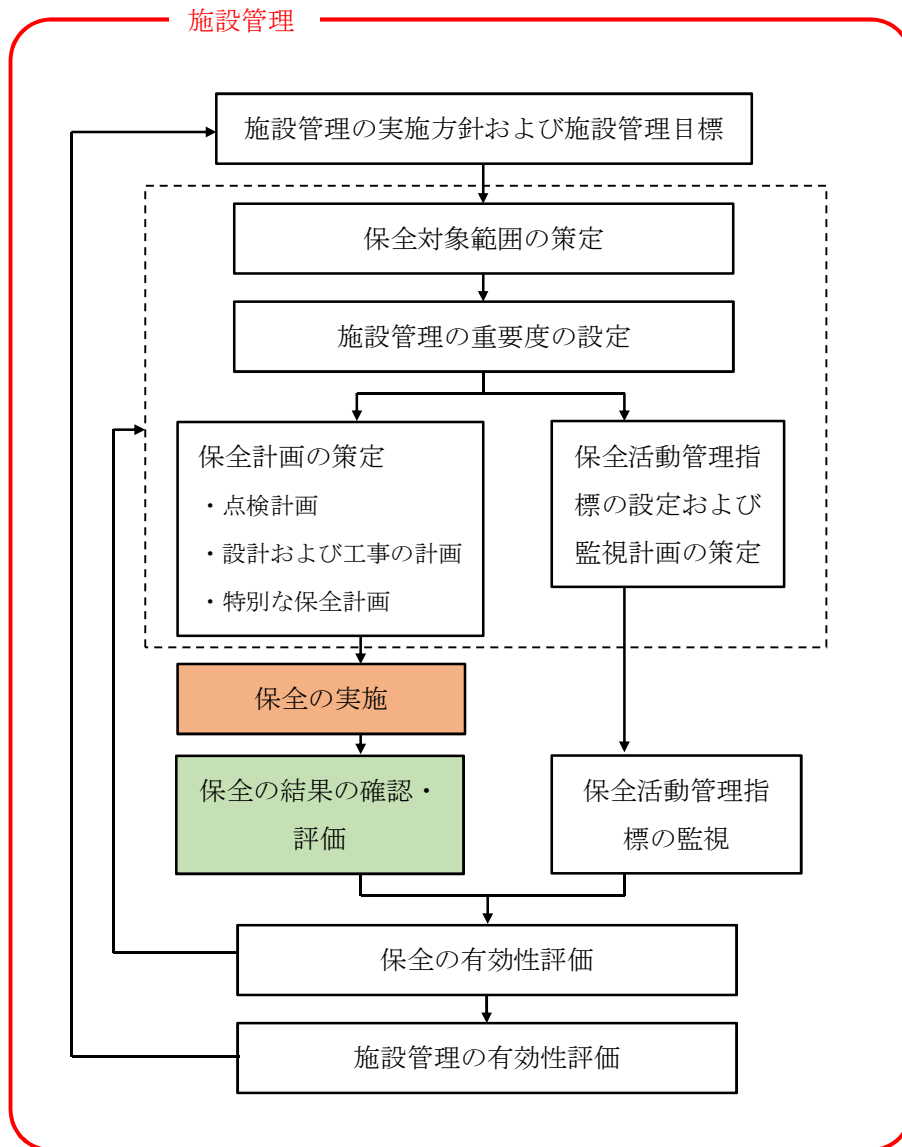 施設管理
施設管理の実施方針および施設管理目標
保全対象範囲の策定
施設管理の重要度の設定
保全計画の策定
・点検計画
・設計および工事の計画
・特別な保全計画
保全活動管理指
標の設定および
監視計画の策定
保全の実施
保全の結果の確認・
評価
保全活動管理指
標の監視
保全の有効性評価
施設管理の有効性評価